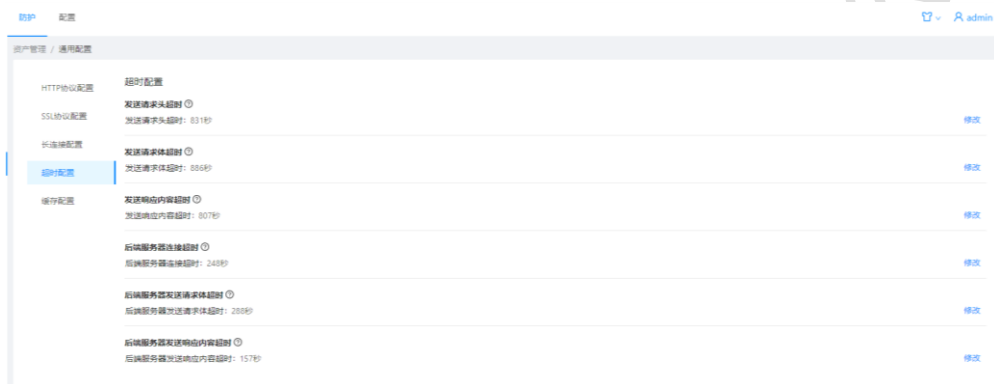 防护 配置 admin
资产管理 / 通用配置
HTTP协议配置
SSL协议配置
长连接配置
超时配置
缓存配置
超时配置
发送请求头超时
发送请求头超时：831秒 修改
发送请求体超时
发送请求体超时：886秒 修改
发送响应内容超时
发送响应内容超时：807秒 修改
后端服务器连接超时
后端服务器连接超时：248秒 修改
后端服务器发送请求体超时
后端服务器发送请求体超时：288秒 修改
后端服务器发送响应内容超时
后端服务器发送响应内容超时：157秒 修改